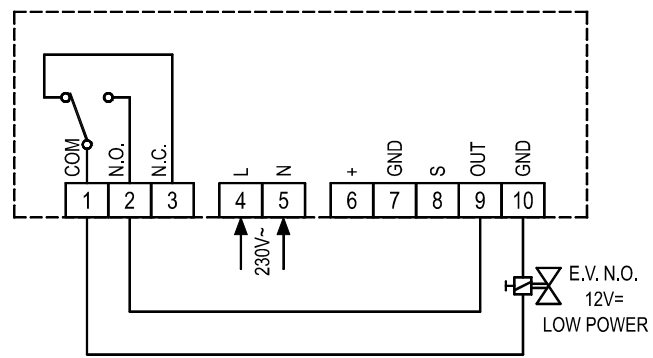 COM
N.O.
N.C.
L
N
+
GND
S
OUT
GND
1 2 3 4 5 6 7 8 9 10
230V~
E.V. N.O.
12V=
LOW POWER